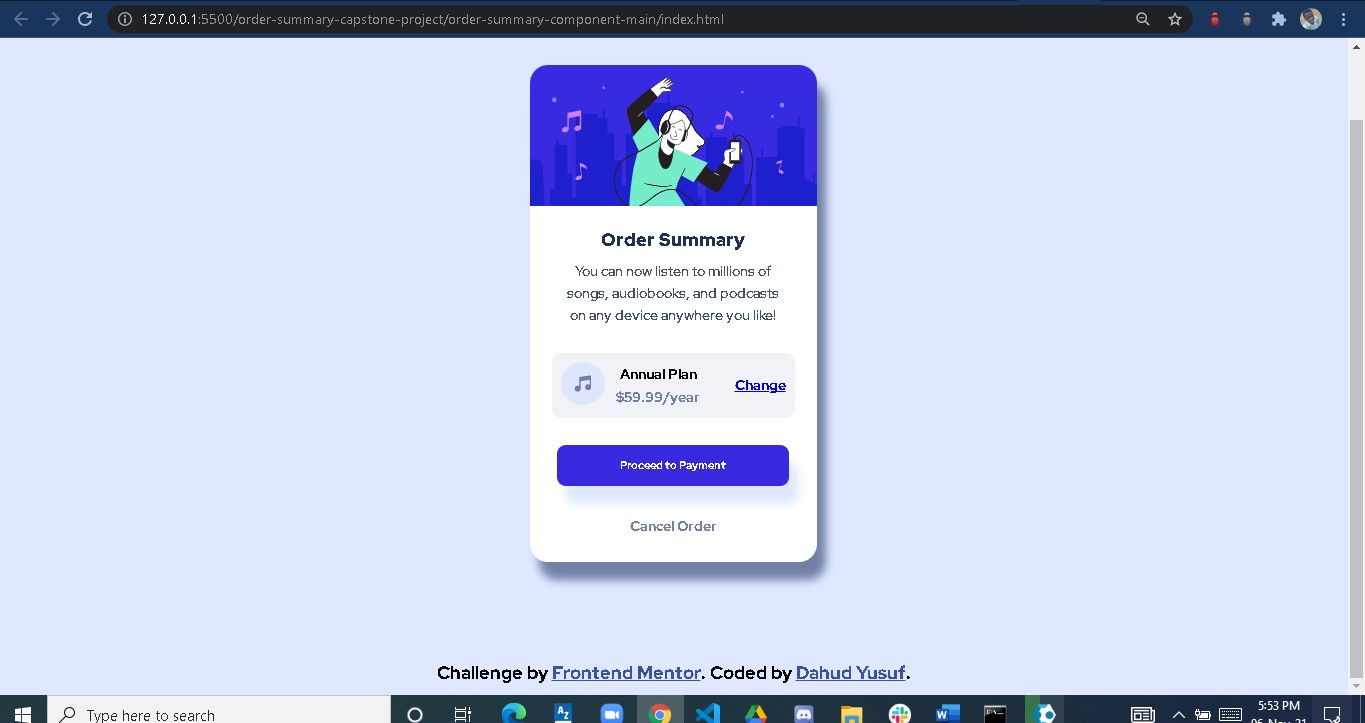 127.0.0.1:5500/order-summary-capstone-project/order-summary-component-main/index.html
Order Summary
You can now listen to millions of
songs, audiobooks, and podcasts
on any device anywhere you like!
Annual Plan
$59.99/year
Change
Proceed to Payment
Cancel Order
Challenge by Frontend Mentor. Coded by Dahud Yusuf.
Type here to search
5:53 PM
06-Nov-21